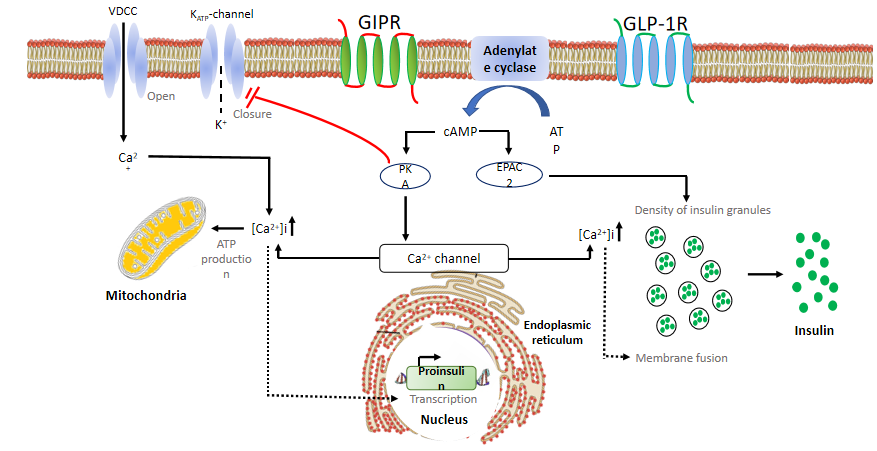 VDCC
K_ATP-channel
GIPR
GLP-1R
Adenylat
e cyclase
Open
Closure
K⁺
cAMP
AT
P
Ca²
+
PK
A
EPAC
2
Density of insulin granules
[Ca²⁺]i
ATP
productio
n
[Ca²⁺]i
Ca²⁺ channel
Mitochondria
Endoplasmic
reticulum
Insulin
Membrane fusion
Proinsuli
n
Transcription
Nucleus